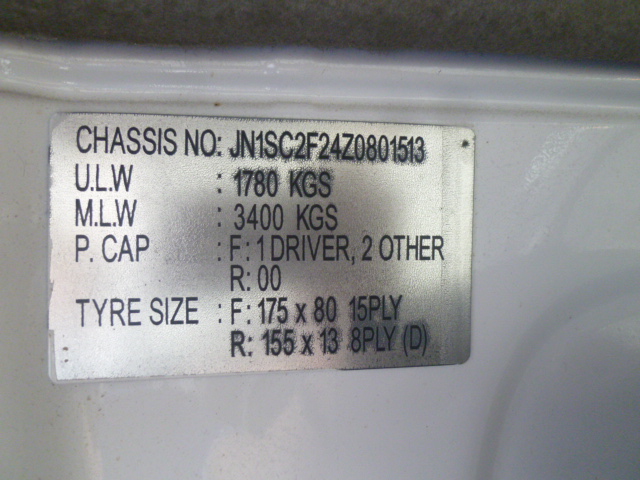 CHASSIS NO: JN1SC2F24Z0801513
U.L.W : 1780 KGS
M.L.W : 3400 KGS
P. CAP : F: 1 DRIVER, 2 OTHER
R: 00
TYRE SIZE : F: 175 x 80 15PLY
R: 155 x 13 8PLY (D)